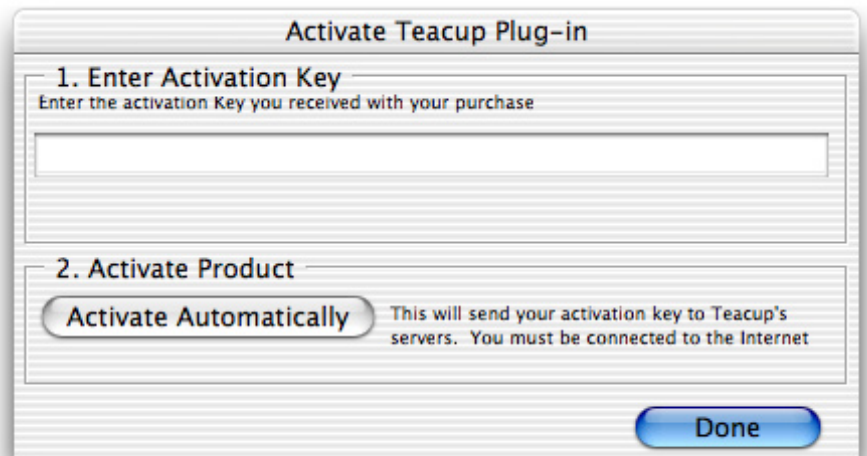 Activate Teacup Plug-in
1. Enter Activation Key
Enter the activation Key you received with your purchase
2. Activate Product
Activate Automatically
This will send your activation key to Teacup's
servers. You must be connected to the Internet
Done